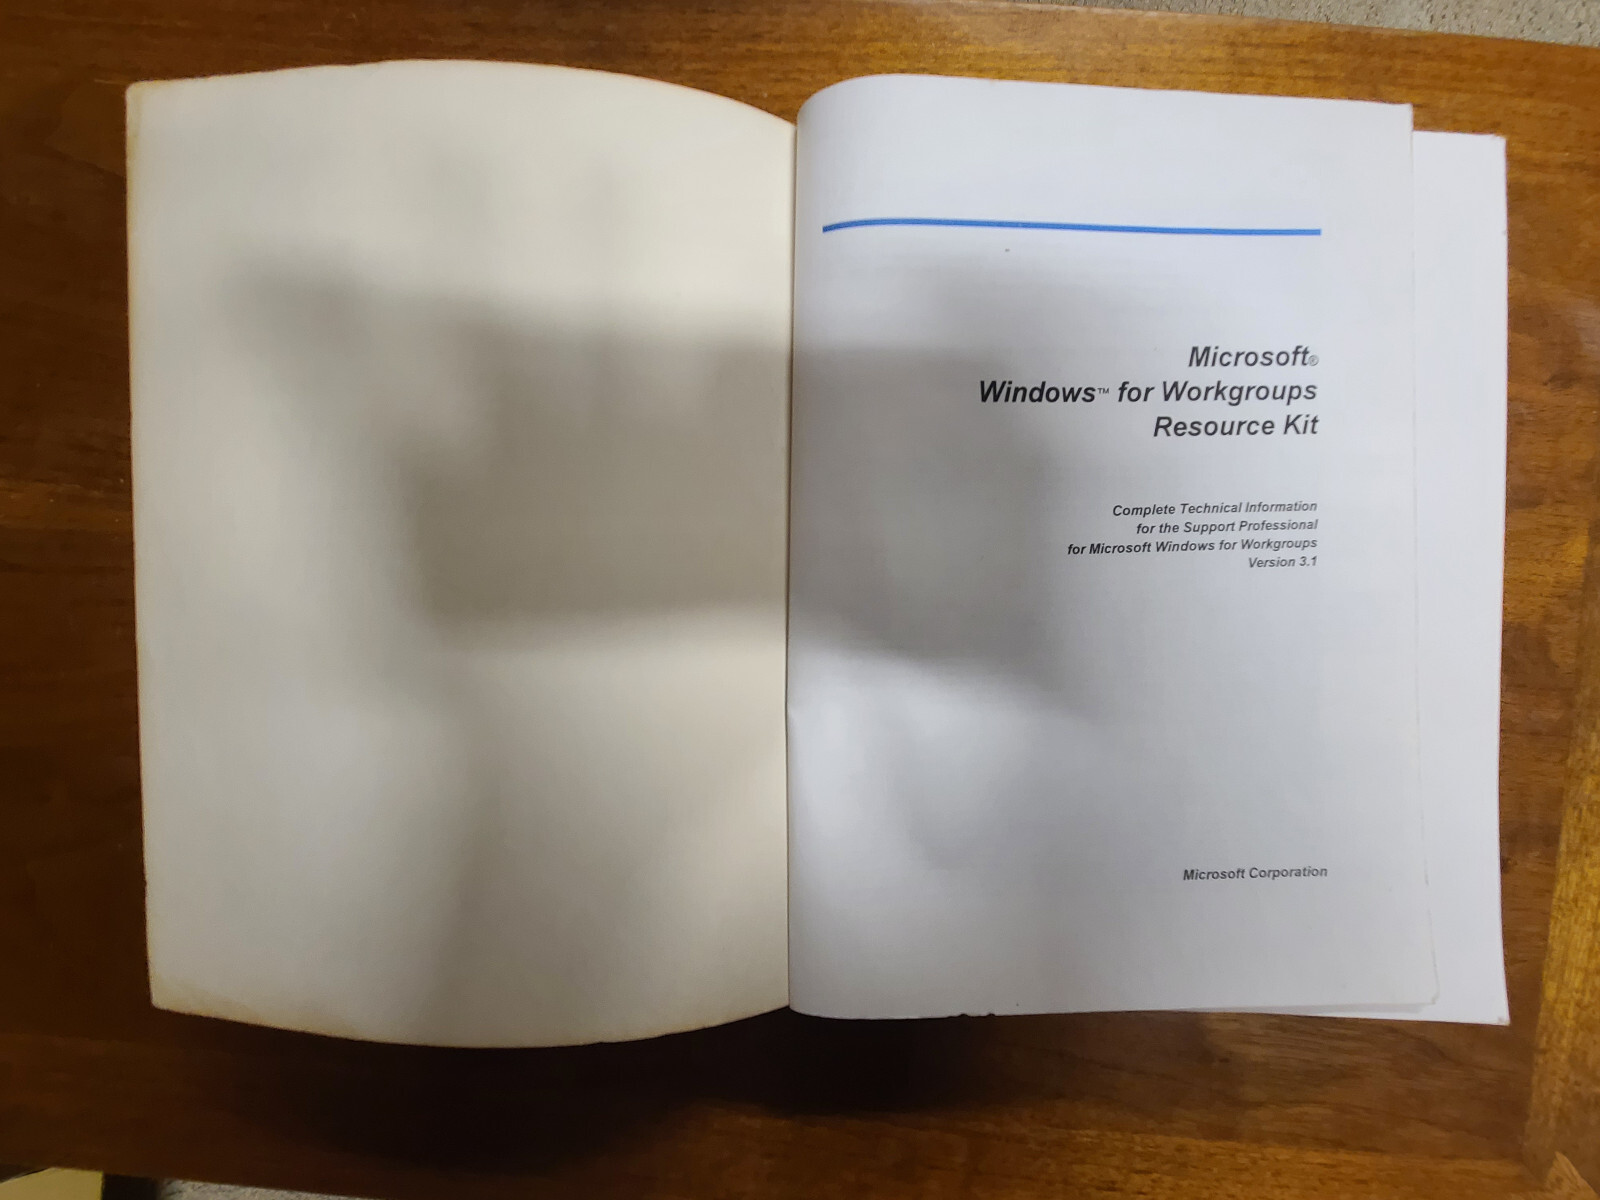 Microsoft®
Windows™ for Workgroups
Resource Kit
Complete Technical Information
for the Support Professional
for Microsoft Windows for Workgroups
Version 3.1
Microsoft Corporation